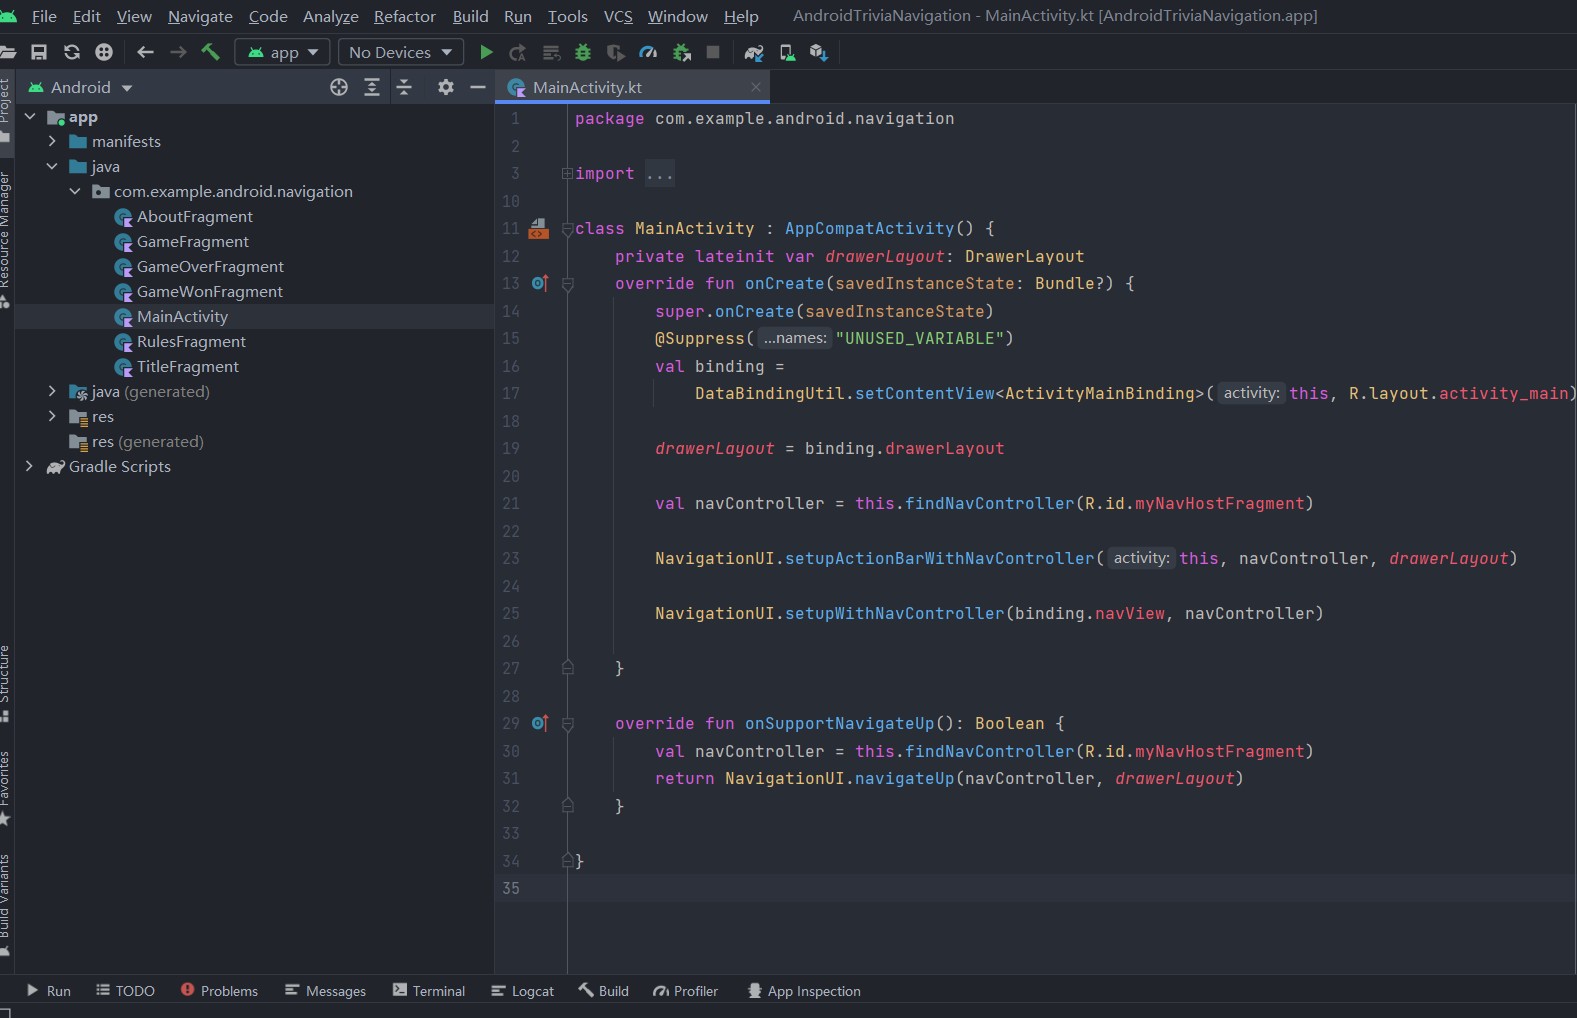 File Edit View Navigate Code Analyze Refactor Build Run Tools VCS Window Help AndroidTriviaNavigation - MainActivity.kt [AndroidTriviaNavigation.app]
app No Devices
Project
Resource Manager
Structure
Favorites
Build Variants
Android
app
manifests
java
com.example.android.navigation
AboutFragment
GameFragment
GameOverFragment
GameWonFragment
MainActivity
RulesFragment
TitleFragment
java (generated)
res
res (generated)
Gradle Scripts
MainActivity.kt
1 package com.example.android.navigation
2
3 import ...
10
11 class MainActivity : AppCompatActivity() {
12 private lateinit var drawerLayout: DrawerLayout
13 override fun onCreate(savedInstanceState: Bundle?) {
14 super.onCreate(savedInstanceState)
15 @Suppress( ...names: "UNUSED_VARIABLE")
16 val binding =
17 DataBindingUtil.setContentView<ActivityMainBinding>( activity: this, R.layout.activity_main)
18
19 drawerLayout = binding.drawerLayout
20
21 val navController = this.findNavController(R.id.myNavHostFragment)
22
23 NavigationUI.setupActionBarWithNavController( activity: this, navController, drawerLayout)
24
25 NavigationUI.setupWithNavController(binding.navView, navController)
26
27 }
28
29 override fun onSupportNavigateUp(): Boolean {
30 val navController = this.findNavController(R.id.myNavHostFragment)
31 return NavigationUI.navigateUp(navController, drawerLayout)
32 }
33
34 }
35
Run TODO Problems Messages Terminal Logcat Build Profiler App Inspection